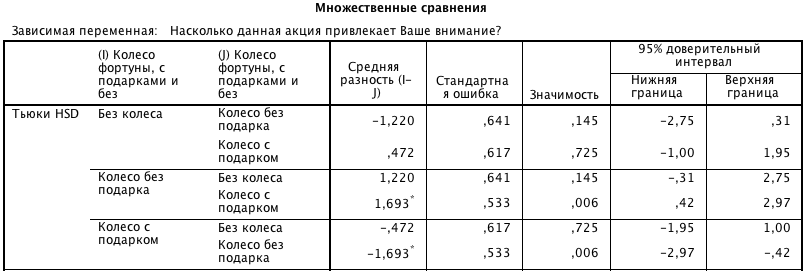 Множественные сравнения
Зависимая переменная: Насколько данная акция привлекает Ваше внимание?
(I) Колесо фортуны, с подарками и без (J) Колесо фортуны, с подарками и без Средняя разность (I-J) Стандартная ошибка Значимость 95% доверительный интервал
Нижняя граница Верхняя граница
Тьюки HSD Без колеса Колесо без подарка -1,220 ,641 ,145 -2,75 ,31
Колесо с подарком ,472 ,617 ,725 -1,00 1,95
Колесо без подарка Без колеса 1,220 ,641 ,145 -,31 2,75
Колесо с подарком 1,693* ,533 ,006 ,42 2,97
Колесо с подарком Без колеса -,472 ,617 ,725 -1,95 1,00
Колесо без подарка -1,693* ,533 ,006 -2,97 -,42